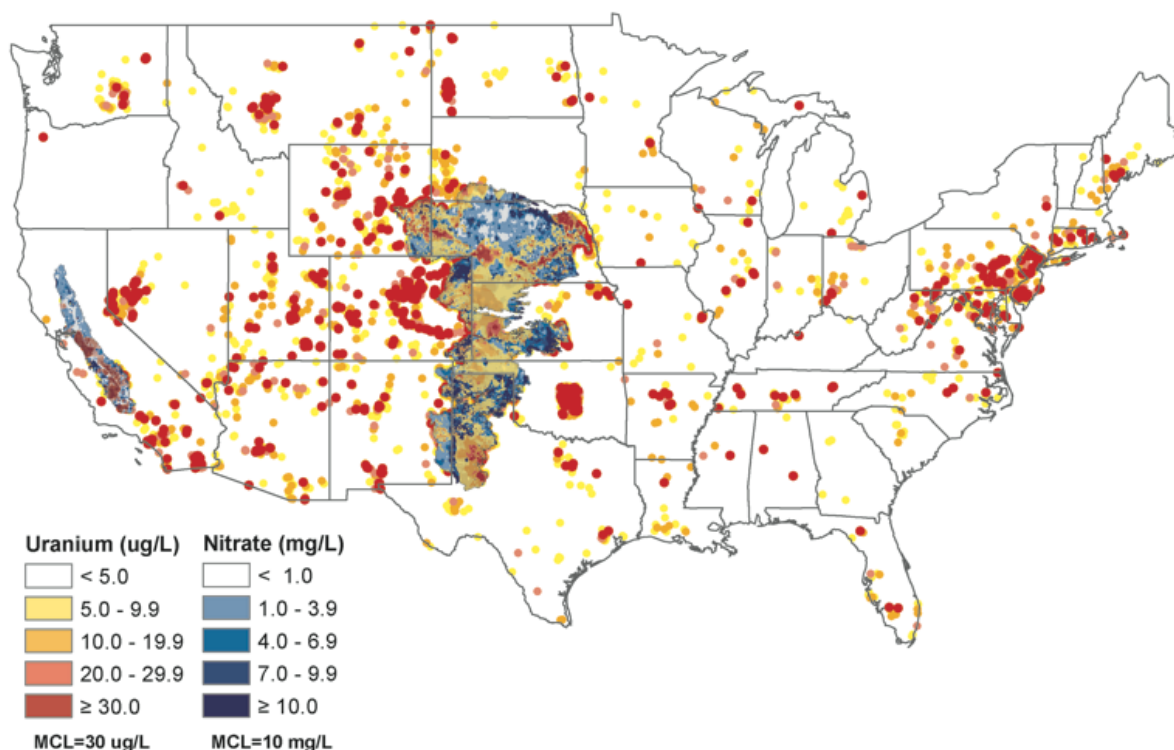 Uranium (ug/L)
< 5.0
5.0 - 9.9
10.0 - 19.9
20.0 - 29.9
≥ 30.0
MCL=30 ug/L
Nitrate (mg/L)
< 1.0
1.0 - 3.9
4.0 - 6.9
7.0 - 9.9
≥ 10.0
MCL=10 mg/L